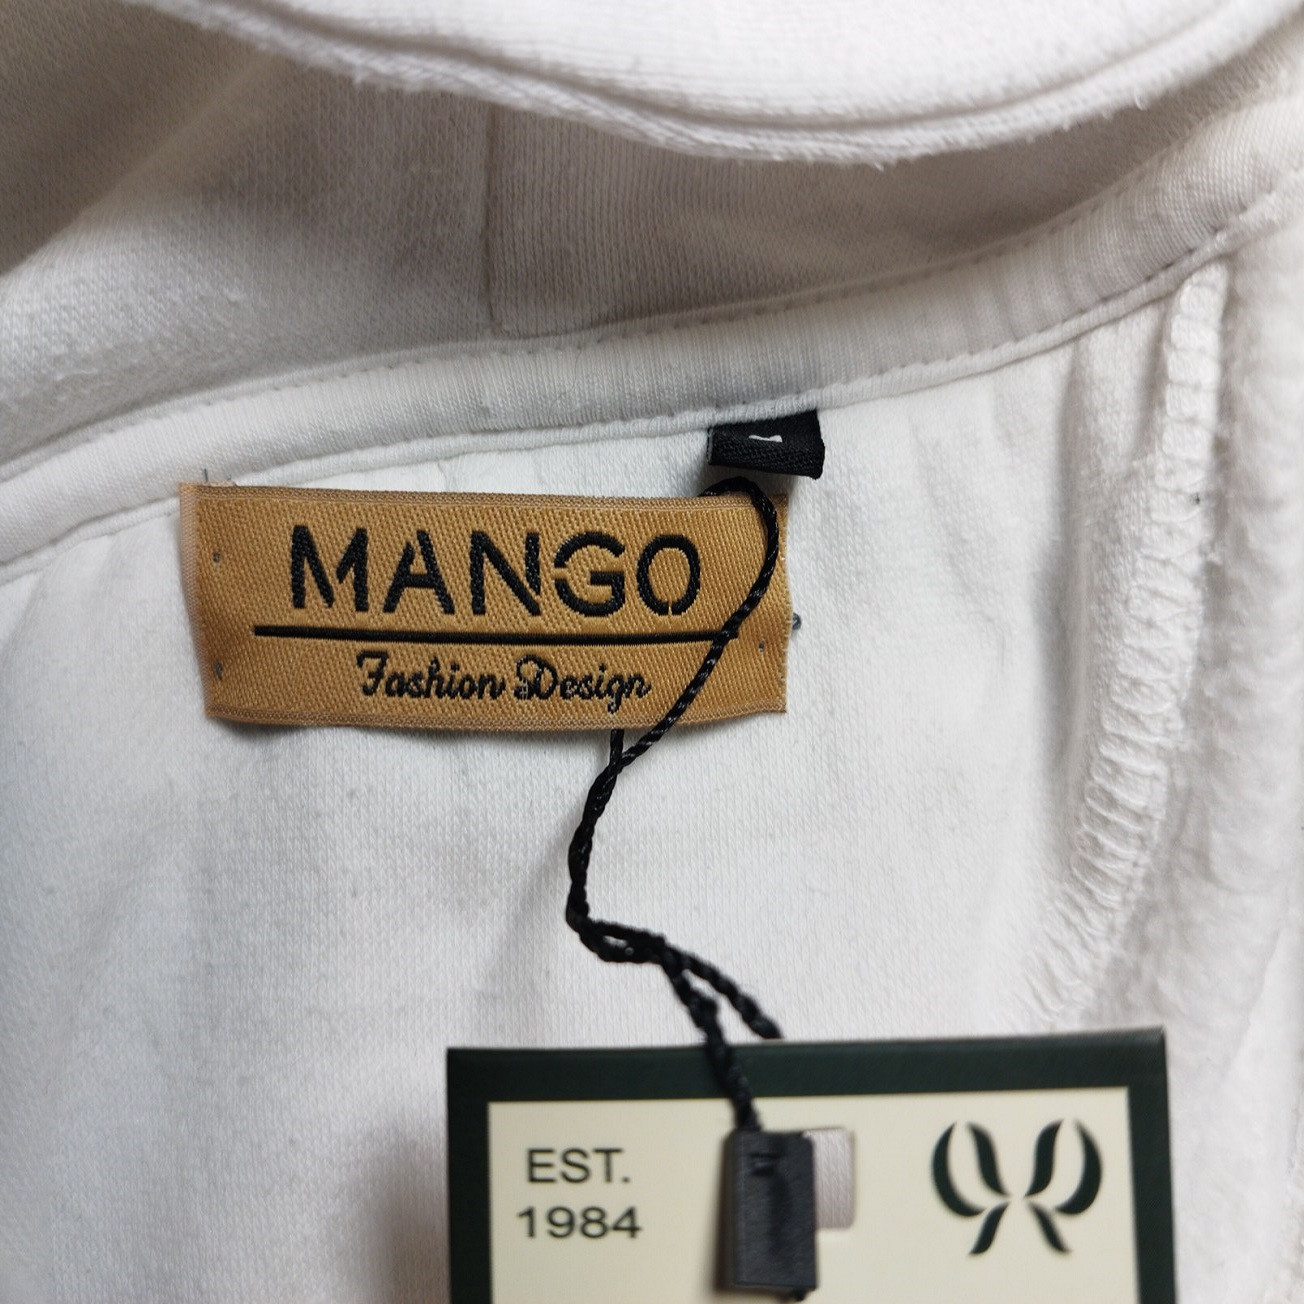 MANGO
Fashion Design
EST.
1984